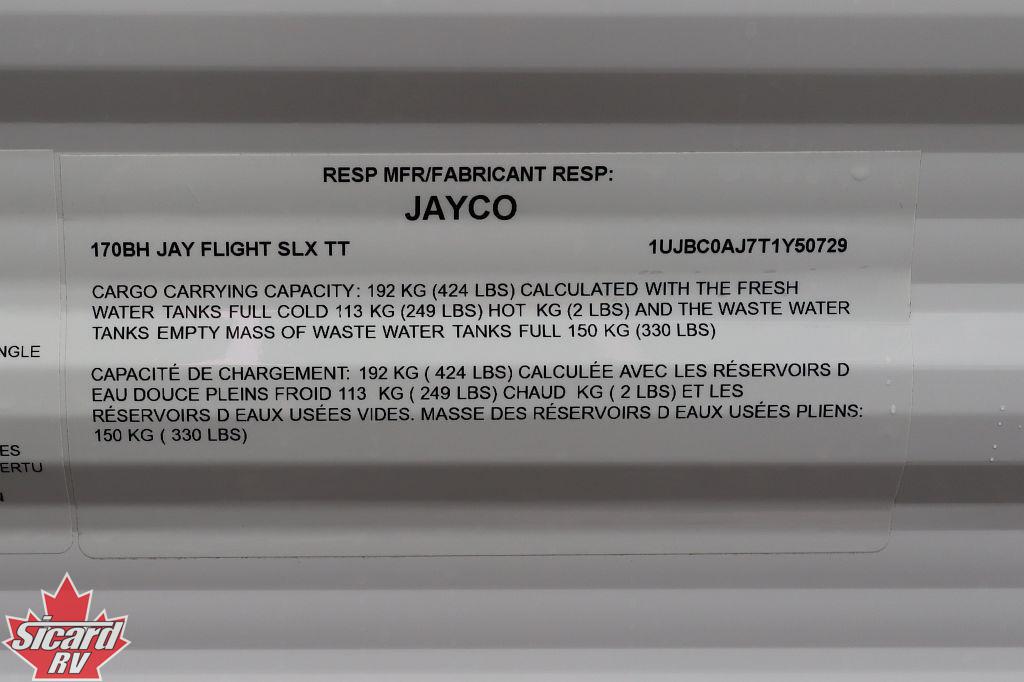 RESP MFR/FABRICANT RESP:
JAYCO
170BH JAY FLIGHT SLX TT 1UJBC0AJ7T1Y50729
CARGO CARRYING CAPACITY: 192 KG (424 LBS) CALCULATED WITH THE FRESH
WATER TANKS FULL COLD 113 KG (249 LBS) HOT KG (2 LBS) AND THE WASTE WATER
TANKS EMPTY MASS OF WASTE WATER TANKS FULL 150 KG (330 LBS)
CAPACITÉ DE CHARGEMENT: 192 KG ( 424 LBS) CALCULÉE AVEC LES RÉSERVOIRS D
EAU DOUCE PLEINS FROID 113 KG ( 249 LBS) CHAUD KG ( 2 LBS) ET LES
RÉSERVOIRS D EAUX USÉES VIDES. MASSE DES RÉSERVOIRS D EAUX USÉES PLIENS:
150 KG ( 330 LBS)
NGLE
ES
ERTU
Sicard
RV